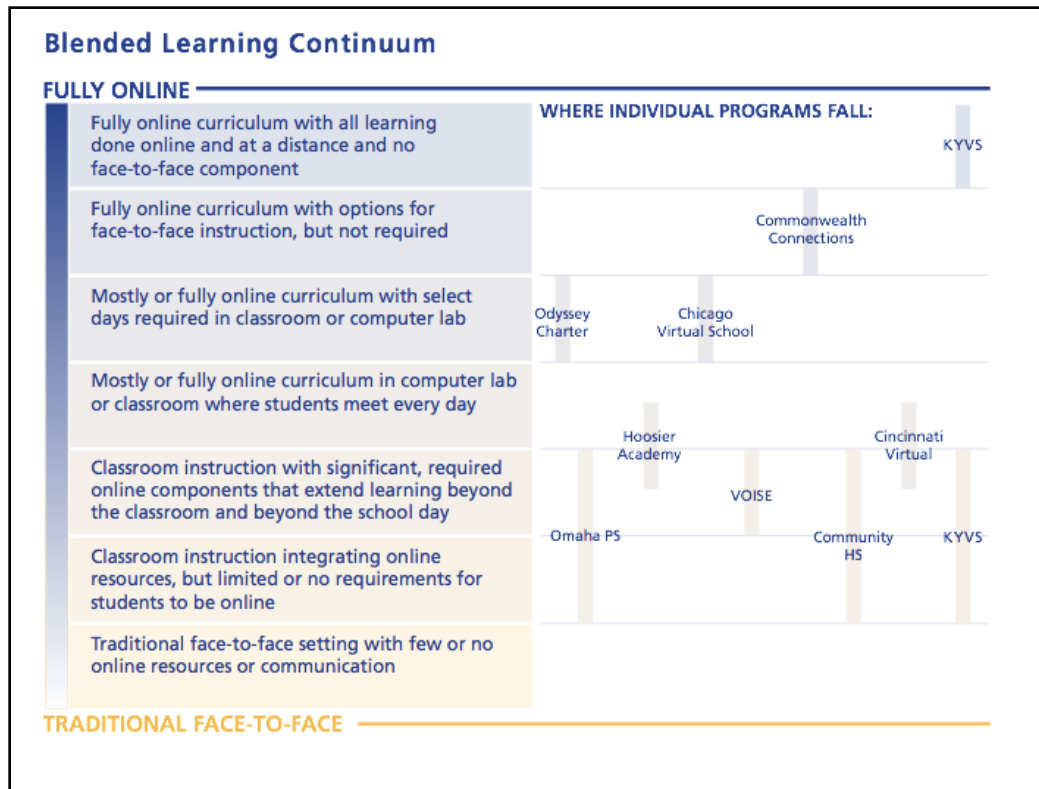 Blended Learning Continuum
FULLY ONLINE
Fully online curriculum with all learning
done online and at a distance and no
face-to-face component
Fully online curriculum with options for
face-to-face instruction, but not required
Mostly or fully online curriculum with select
days required in classroom or computer lab
Mostly or fully online curriculum in computer lab
or classroom where students meet every day
Classroom instruction with significant, required
online components that extend learning beyond
the classroom and beyond the school day
Classroom instruction integrating online
resources, but limited or no requirements for
students to be online
Traditional face-to-face setting with few or no
online resources or communication
WHERE INDIVIDUAL PROGRAMS FALL:
KYVS
Commonwealth
Connections
Odyssey
Charter
Chicago
Virtual School
Hoosier
Academy
Cincinnati
Virtual
VOISE
Omaha PS
Community
HS
KYVS
TRADITIONAL FACE-TO-FACE